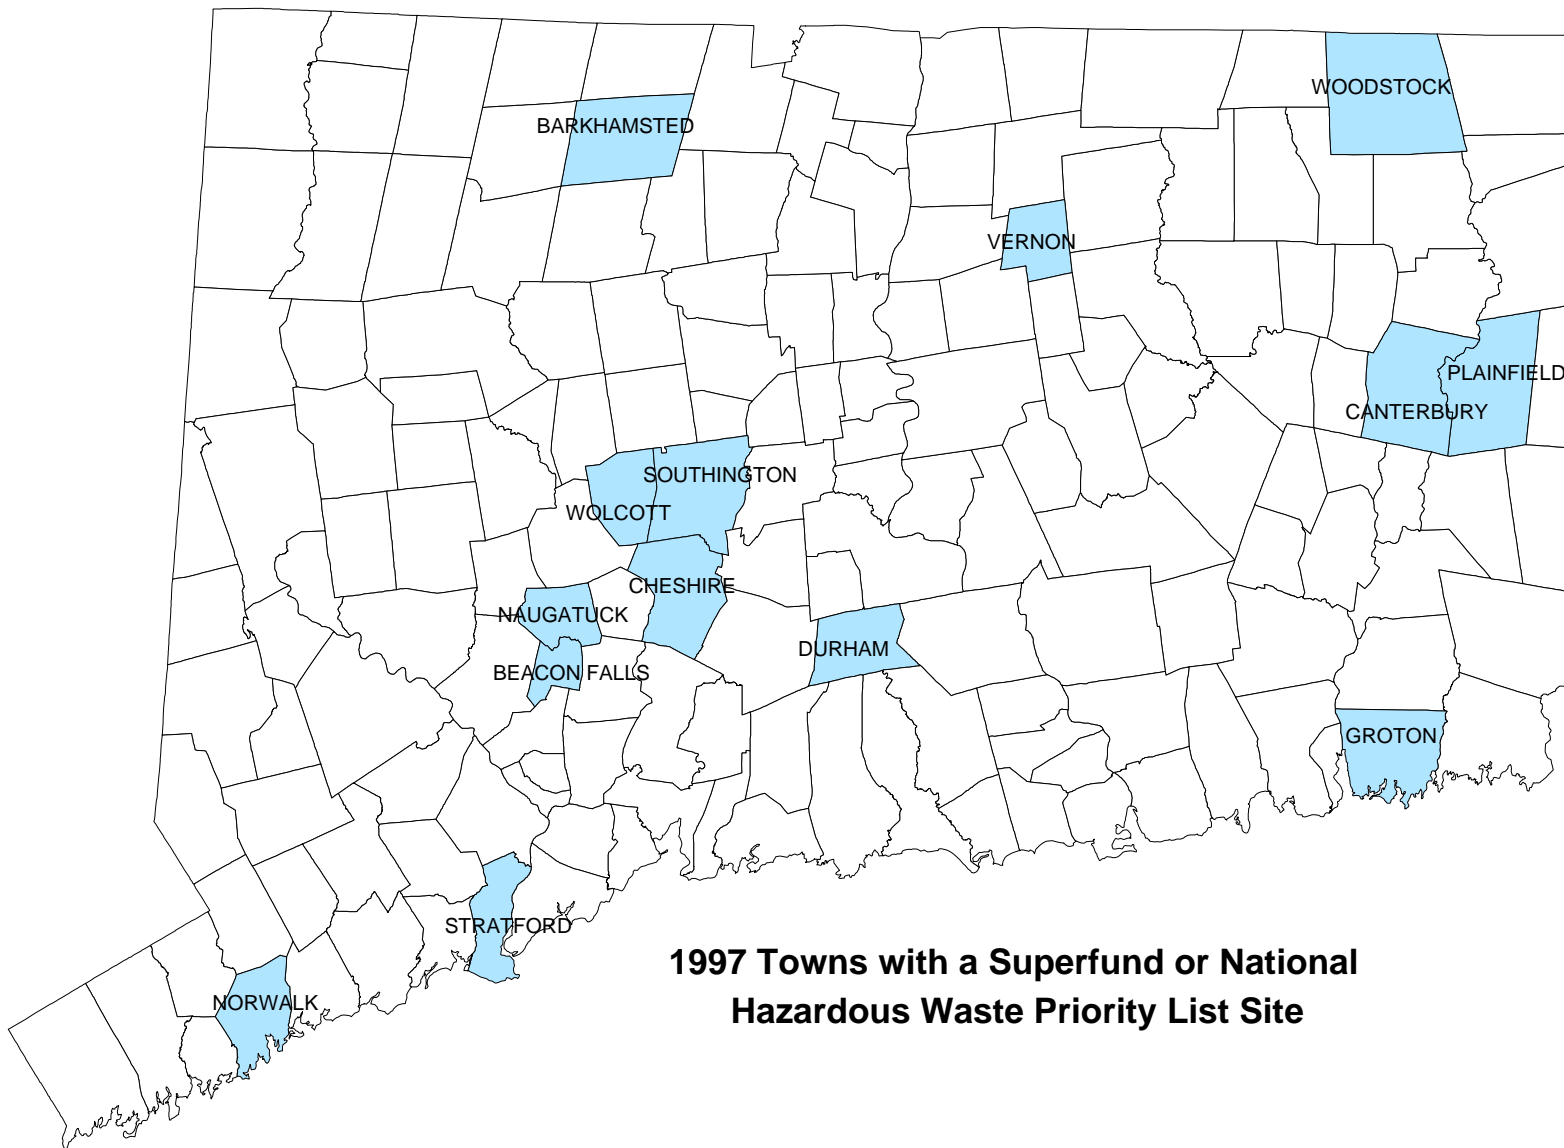 WOODSTOCK
BARKHAMSTED
VERNON
PLAINFIELD
CANTERBURY
SOUTHINGTON
WOLCOTT
CHESHIRE
NAUGATUCK
DURHAM
BEACON FALLS
GROTON
STRATFORD
NORWALK
1997 Towns with a Superfund or National
Hazardous Waste Priority List Site